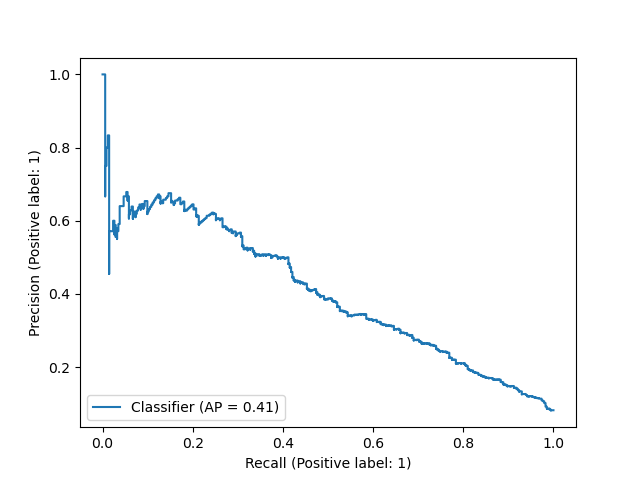 1.0
0.8
0.6
0.4
0.2
Precision (Positive label: 1)
Classifier (AP = 0.41)
0.0 0.2 0.4 0.6 0.8 1.0
Recall (Positive label: 1)